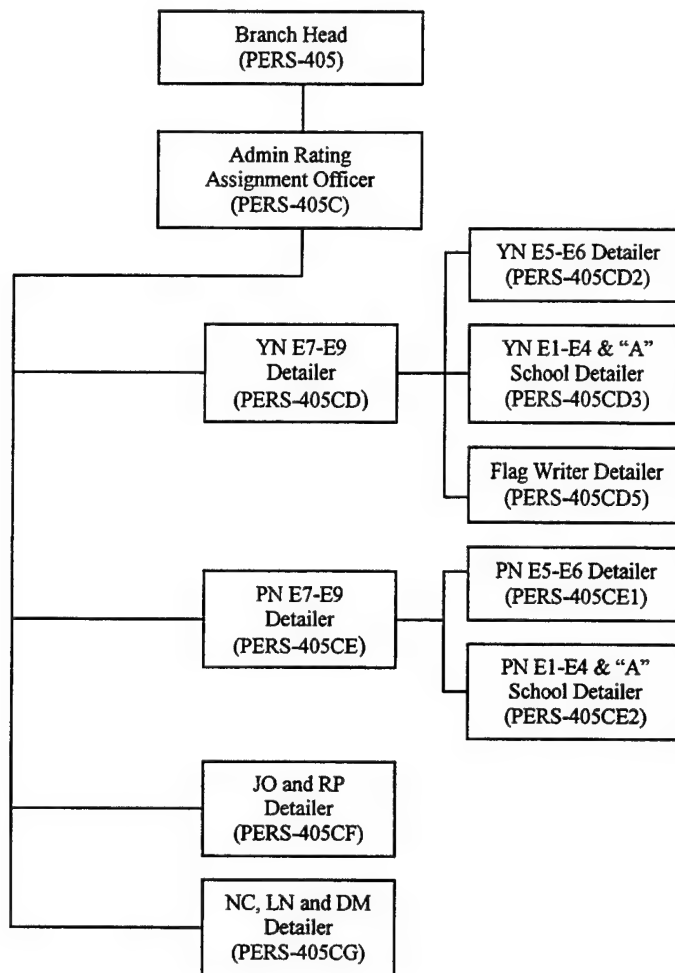 Branch Head
(PERS-405)
Admin Rating
Assignment Officer
(PERS-405C)
YN E7-E9
Detailer
(PERS-405CD)
YN E5-E6 Detailer
(PERS-405CD2)
YN E1-E4 & “A”
School Detailer
(PERS-405CD3)
Flag Writer Detailer
(PERS-405CD5)
PN E7-E9
Detailer
(PERS-405CE)
PN E5-E6 Detailer
(PERS-405CE1)
PN E1-E4 & “A”
School Detailer
(PERS-405CE2)
JO and RP
Detailer
(PERS-405CF)
NC, LN and DM
Detailer
(PERS-405CG)